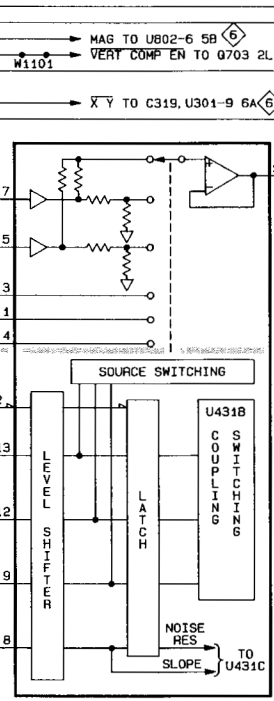 MAG TO U802-6 5B 6
VERT COMP EN TO Q703 2L
W1101
X Y TO C319, U301-9 6A 6
7
5
3
1
4
SOURCE SWITCHING
2
13
12
9
8
LEVEL SHIFTER
LATCH
U431B
COUPLING SWITCHING
NOISE
RES
SLOPE
TO
U431C